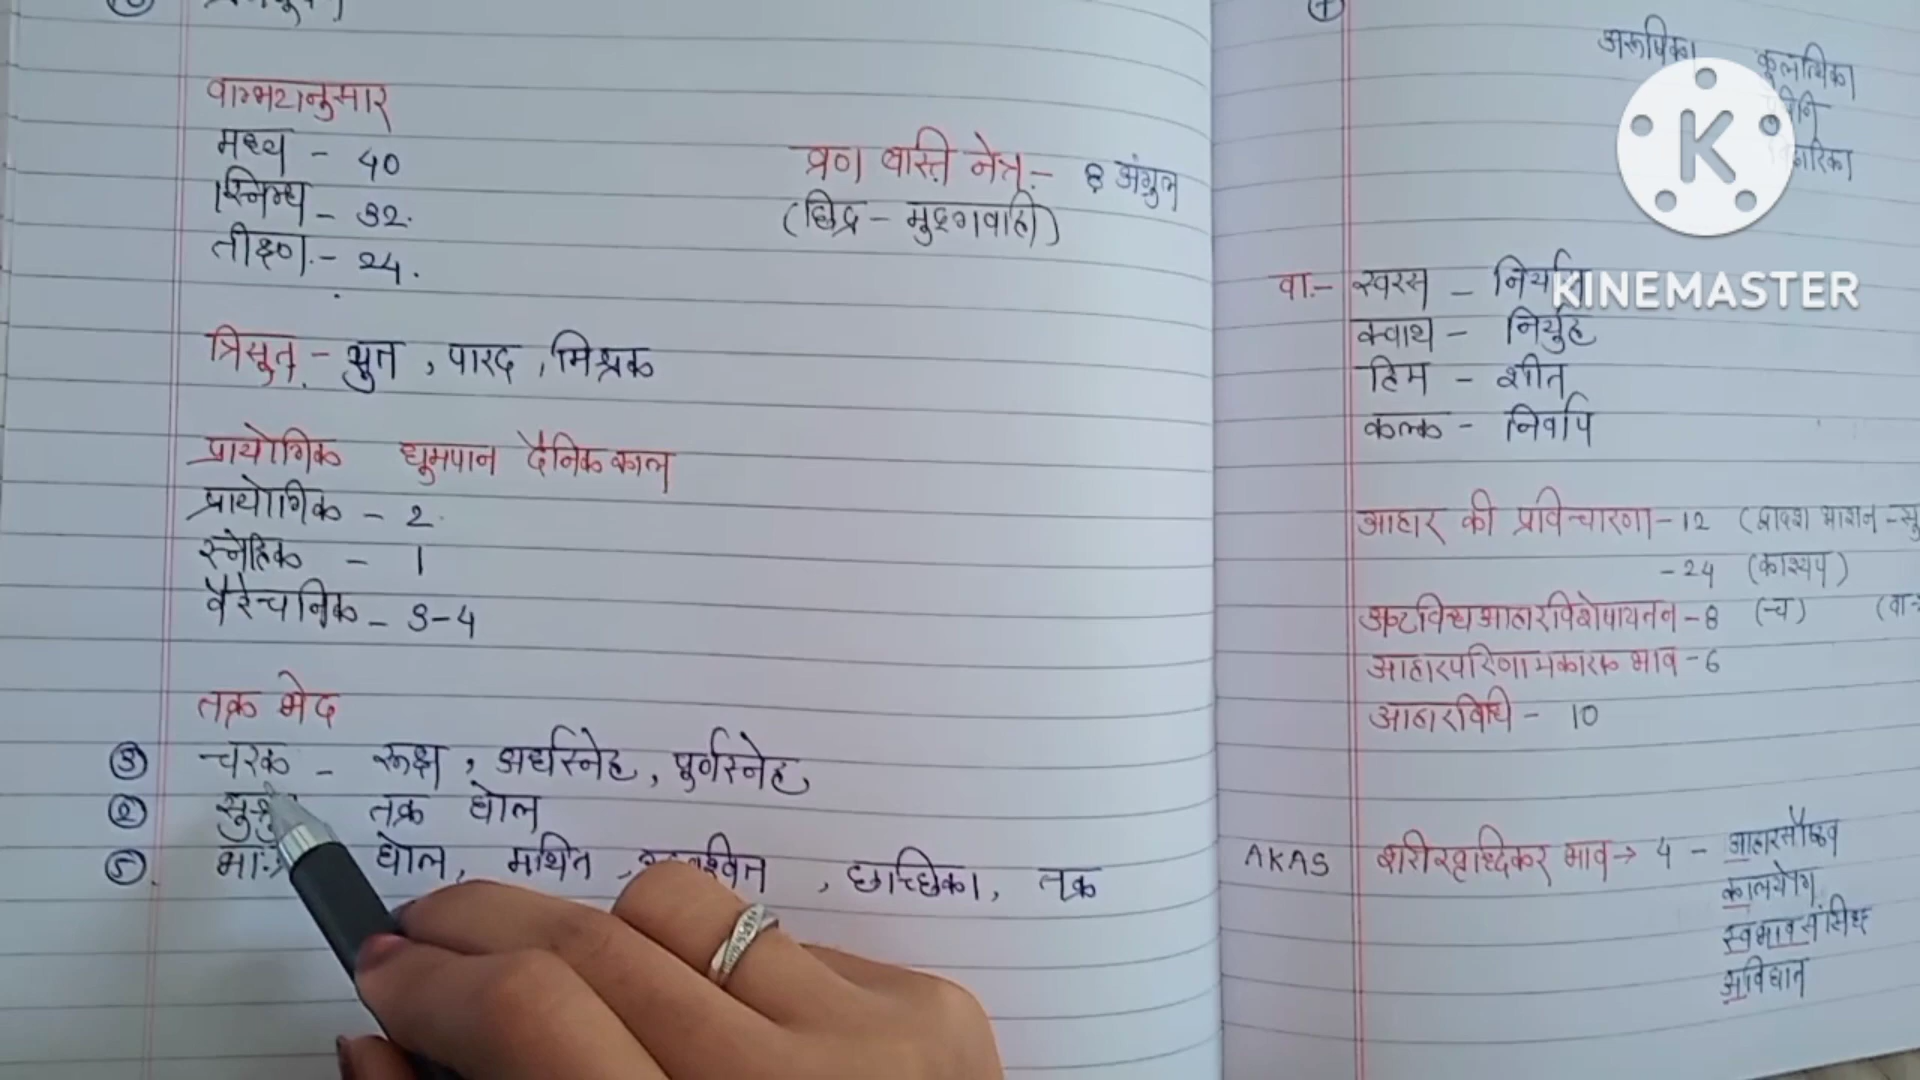 वाग्भटानुसार
मध्य - 40
स्निग्ध - 32.
तीक्ष्ण.- 24.
व्रण बास्ति नेत्र.- 8 अंगुल
(छिद्र - मुद्गवाही)
त्रिसूत - सुत, पारद, मिश्रक
प्रायोगिक धूमपान दैनिक काल
प्रायोगिक - 2.
स्नैहिक - 1
वैरेचनिक - 3-4
तक्र भेद
③ चरक - रूक्ष, अर्धस्नेह, पूर्णस्नेह
② सुश्रु तक्र घोल
⑤. भा. घोल, मथित, , छाच्छिका, तक्र
अरूषिका कुलत्थिका
KINEMASTER
वा.- स्वरस - निर्यास
क्वाथ - निर्युह
हिम - शीत
कल्क - निर्वाप
आहार की प्रविचारणा - 12 (द्वादश
- 24 (काश्यप)
अष्टविध आहारविशेषायतन - 8 (च) (वा
आहारपरिणामकारक भाव - 6
आहारविधि - 10
AKAS शरीरवृध्दिकर भाव → 4 - आहारसौष्ठव
कालयोग
स्वभावसंसिध्द
अविघात